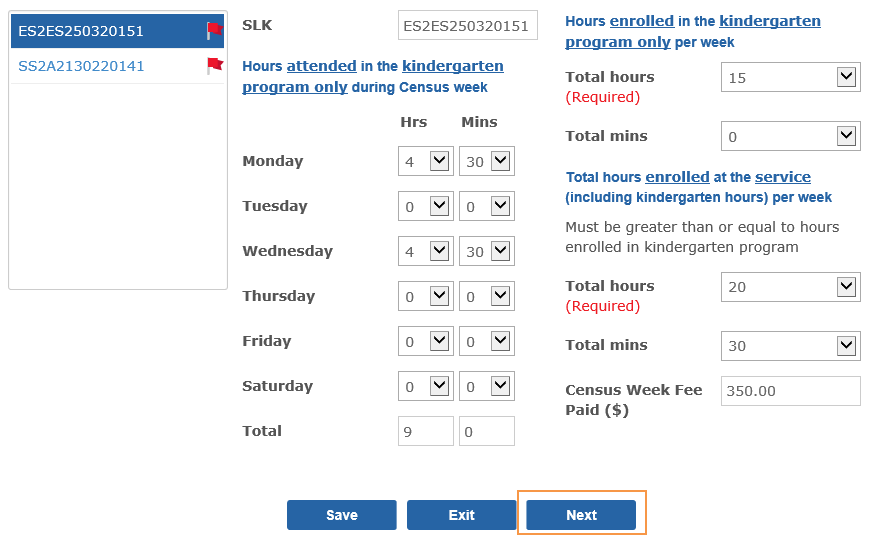 ES2ES250320151
SS2A2130220141
SLK ES2ES250320151
Hours attended in the kindergarten
program only during Census week
Hrs Mins
Monday 4 30
Tuesday 0 0
Wednesday 4 30
Thursday 0 0
Friday 0 0
Saturday 0 0
Total 9 0
Hours enrolled in the kindergarten
program only per week
Total hours 15
(Required)
Total mins 0
Total hours enrolled at the service
(including kindergarten hours) per week
Must be greater than or equal to hours
enrolled in kindergarten program
Total hours 20
(Required)
Total mins 30
Census Week Fee 350.00
Paid ($)
Save Exit Next